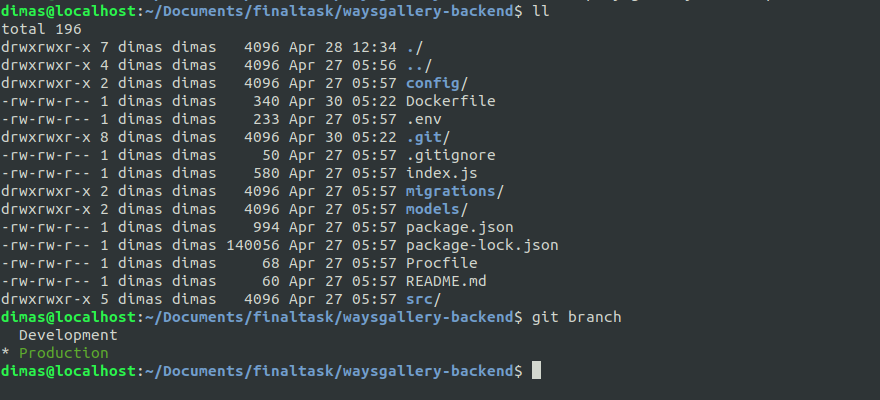 dimas@localhost:~/Documents/finaltask/waysgallery-backend$ ll
total 196
drwxrwxr-x 7 dimas dimas   4096 Apr 28 12:34 ./
drwxrwxr-x 4 dimas dimas   4096 Apr 27 05:56 ../
drwxrwxr-x 2 dimas dimas   4096 Apr 27 05:57 config/
-rw-rw-r-- 1 dimas dimas    340 Apr 30 05:22 Dockerfile
-rw-rw-r-- 1 dimas dimas    233 Apr 27 05:57 .env
drwxrwxr-x 8 dimas dimas   4096 Apr 30 05:22 .git/
-rw-rw-r-- 1 dimas dimas     50 Apr 27 05:57 .gitignore
-rw-rw-r-- 1 dimas dimas    580 Apr 27 05:57 index.js
drwxrwxr-x 2 dimas dimas   4096 Apr 27 05:57 migrations/
drwxrwxr-x 2 dimas dimas   4096 Apr 27 05:57 models/
-rw-rw-r-- 1 dimas dimas    994 Apr 27 05:57 package.json
-rw-rw-r-- 1 dimas dimas 140056 Apr 27 05:57 package-lock.json
-rw-rw-r-- 1 dimas dimas     68 Apr 27 05:57 Procfile
-rw-rw-r-- 1 dimas dimas     60 Apr 27 05:57 README.md
drwxrwxr-x 5 dimas dimas   4096 Apr 27 05:57 src/
dimas@localhost:~/Documents/finaltask/waysgallery-backend$ git branch
  Development
* Production
dimas@localhost:~/Documents/finaltask/waysgallery-backend$